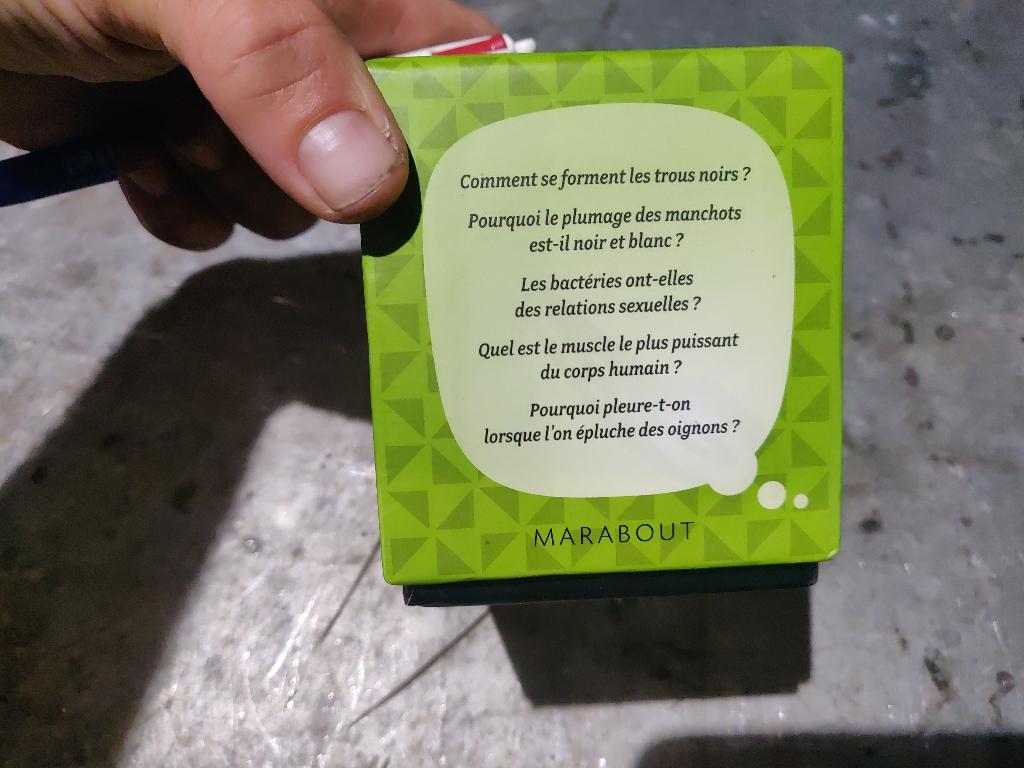 Comment se forment les trous noirs ?
Pourquoi le plumage des manchots
est-il noir et blanc ?
Les bactéries ont-elles
des relations sexuelles ?
Quel est le muscle le plus puissant
du corps humain ?
Pourquoi pleure-t-on
lorsque l'on épluche des oignons ?
MARABOUT